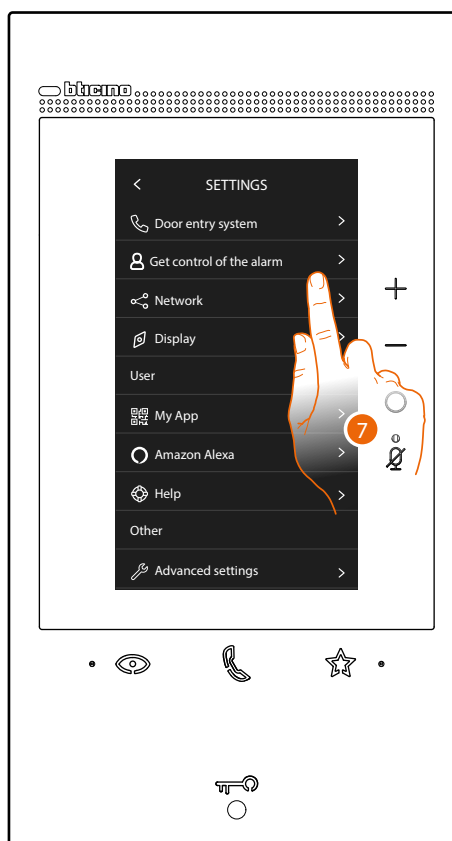 bticino
SETTINGS
Door entry system
Get control of the alarm
Network
Display
User
My App
7
Amazon Alexa
Help
Other
Advanced settings